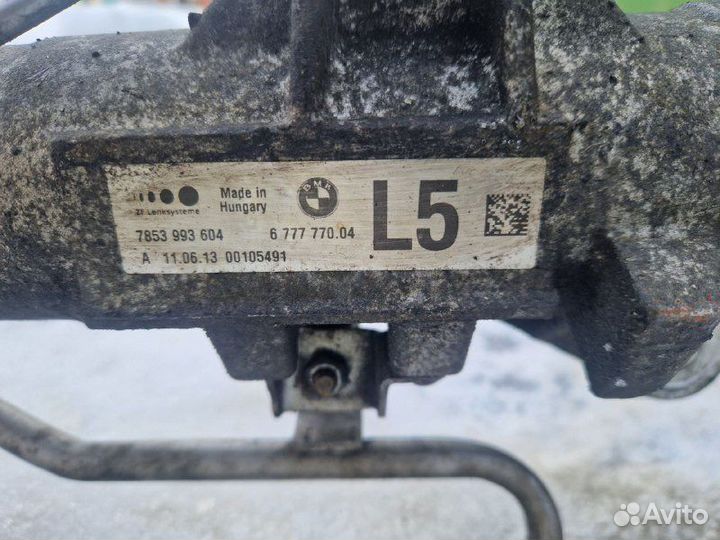 ZF Lenksysteme
Made in
Hungary
BMW
L5
7853 993 604
6 777 770.04
A 11.06.13 00105491
Avito